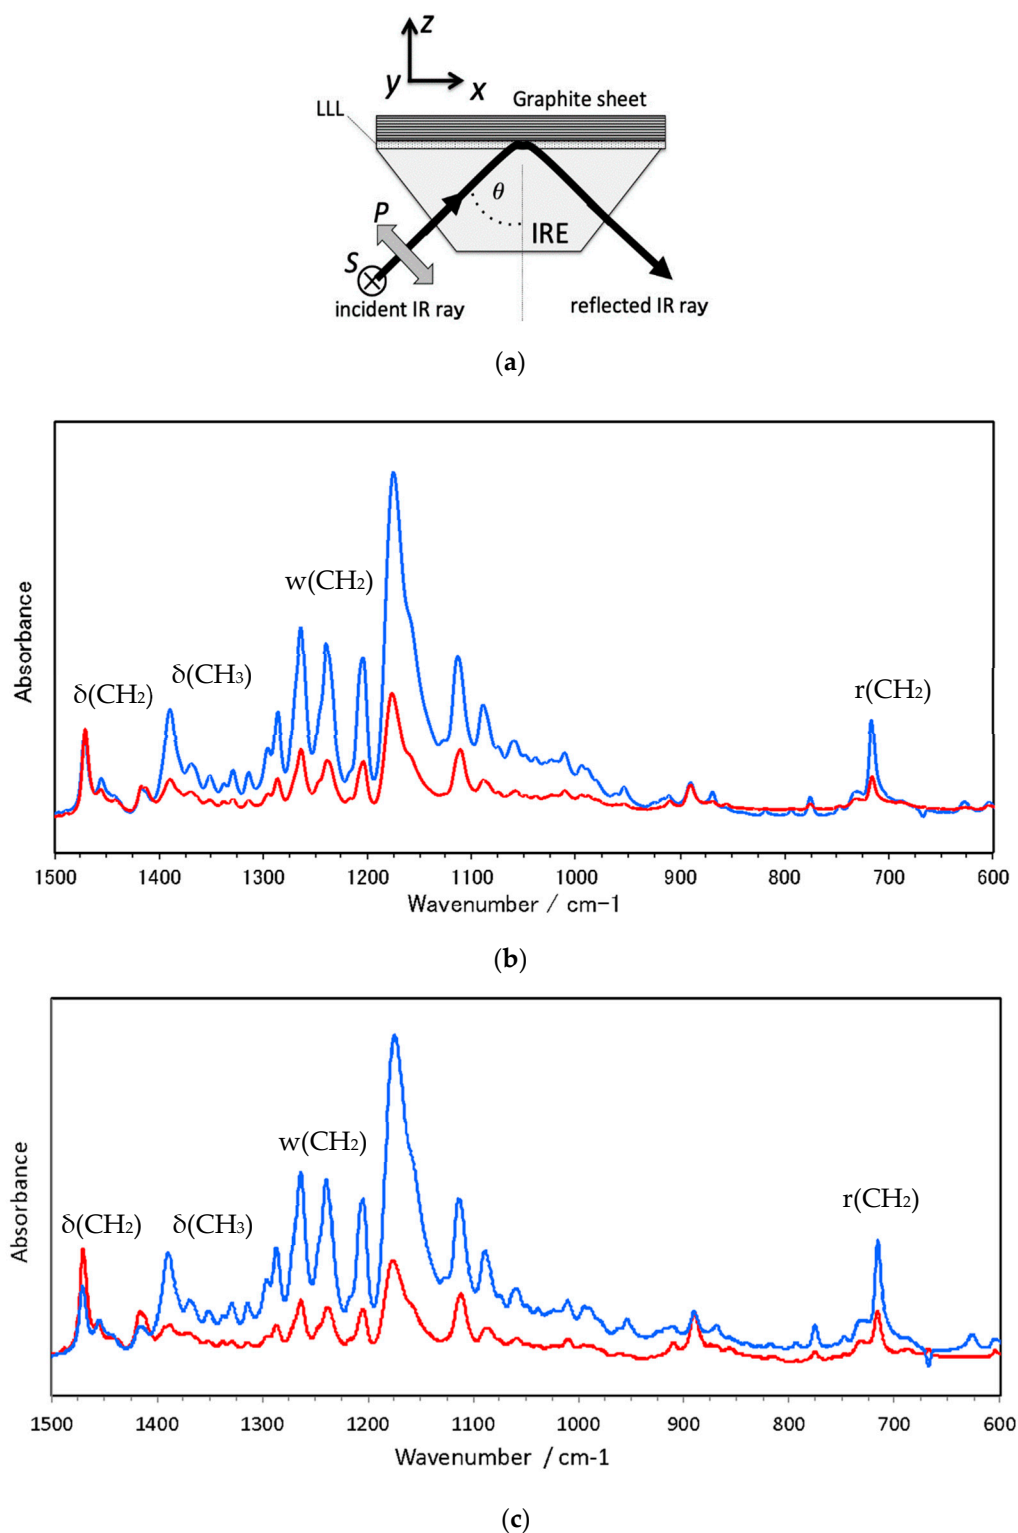 z
y
x
Graphite sheet
LLL
θ
P
IRE
S
incident IR ray
reflected IR ray
(a)
Absorbance
w(CH₂)
δ(CH₃)
δ(CH₂)
r(CH₂)
1500 1400 1300 1200 1100 1000 900 800 700 600
Wavenumber / cm-1
(b)
Absorbance
w(CH₂)
δ(CH₂)
δ(CH₃)
r(CH₂)
1500 1400 1300 1200 1100 1000 900 800 700 600
Wavenumber / cm-1
(c)